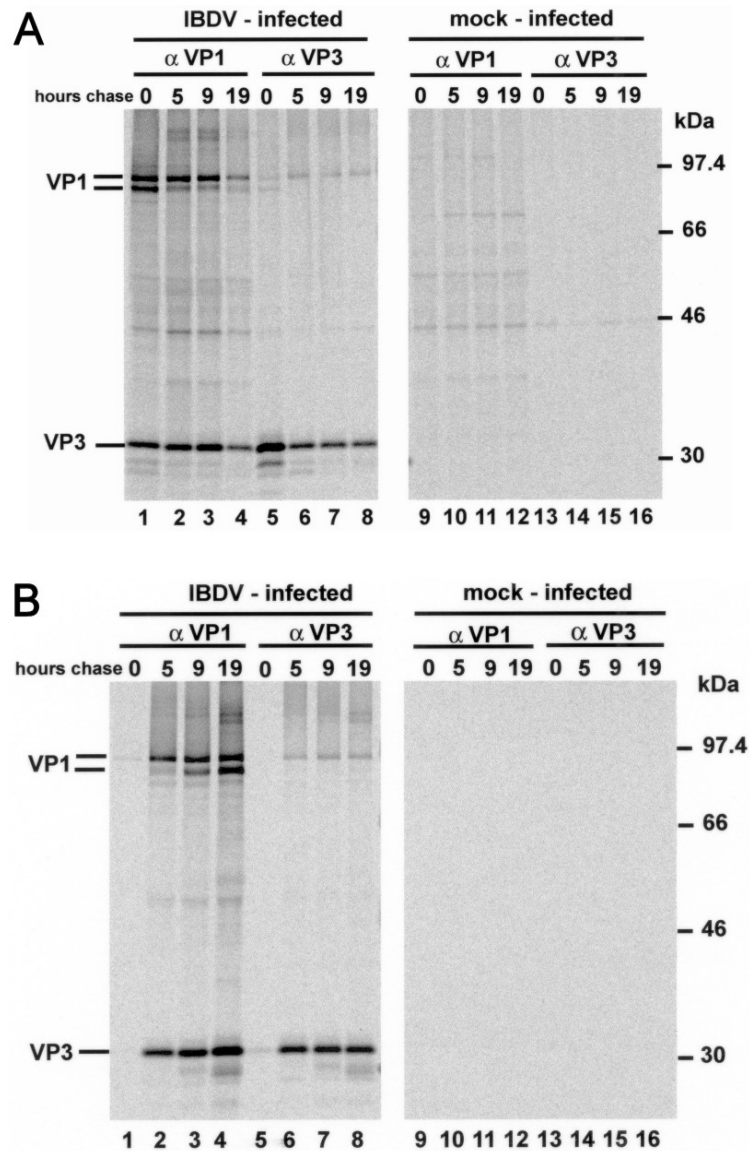 A
IBDV - infected mock - infected
α VP1 α VP3 α VP1 α VP3
hours chase 0 5 9 19 0 5 9 19 0 5 9 19 0 5 9 19
kDa
VP1
97.4
66
46
VP3
30
1 2 3 4 5 6 7 8 9 10 11 12 13 14 15 16
B
IBDV - infected mock - infected
α VP1 α VP3 α VP1 α VP3
hours chase 0 5 9 19 0 5 9 19 0 5 9 19 0 5 9 19
kDa
97.4
VP1
66
46
VP3
30
1 2 3 4 5 6 7 8 9 10 11 12 13 14 15 16